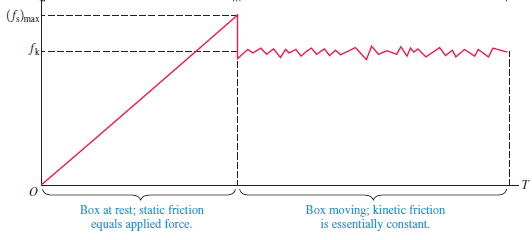 (fs)max
fk
O
T
Box at rest; static friction
equals applied force.
Box moving; kinetic friction
is essentially constant.